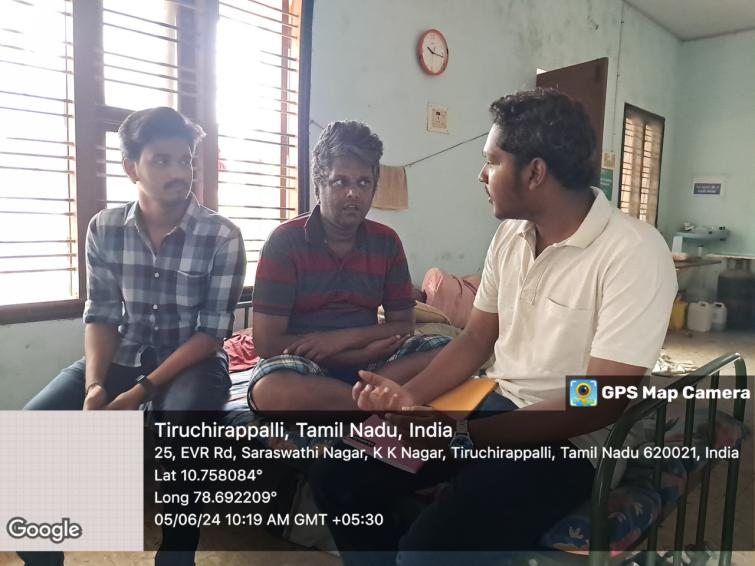 GPS Map Camera
Tiruchirappalli, Tamil Nadu, India
25, EVR Rd, Saraswathi Nagar, K K Nagar, Tiruchirappalli, Tamil Nadu 620021, India
Lat 10.758084°
Long 78.692209°
05/06/24 10:19 AM GMT +05:30
Google